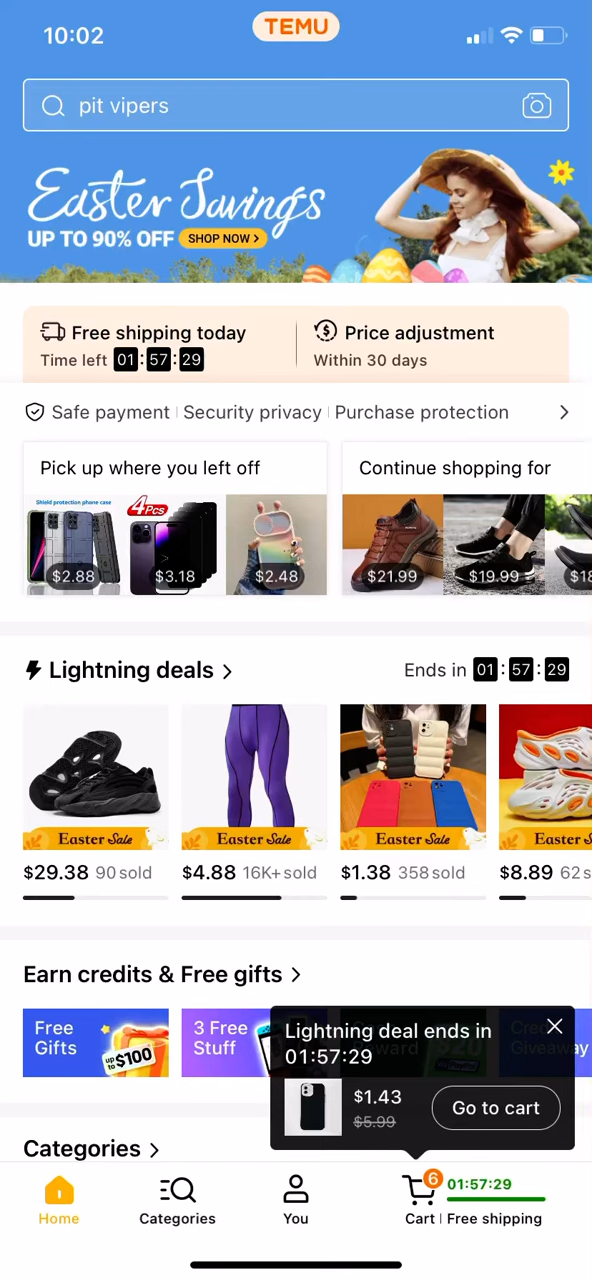 10:02
TEMU
pit vipers
Easter Savings
UP TO 90% OFF SHOP NOW >
Free shipping today
Time left 01:57:29
Price adjustment
Within 30 days
Safe payment | Security privacy | Purchase protection >
Pick up where you left off
Shield protection phone case
4Pcs
$2.88
$3.18
$2.48
Continue shopping for
$21.99
$19.99
$18
Lightning deals >
Ends in 01:57:29
Easter Sale
Easter Sale
Easter Sale
Easter S
$29.38 90 sold
$4.88 16K+ sold
$1.38 358 sold
$8.89 62 s
Earn credits & Free gifts >
Free
Gifts
up to $100
3 Free
Stuff
Giveaway
Lightning deal ends in
01:57:29
$1.43
$5.99
Go to cart
Categories >
Home
Categories
You
6
01:57:29
Cart | Free shipping